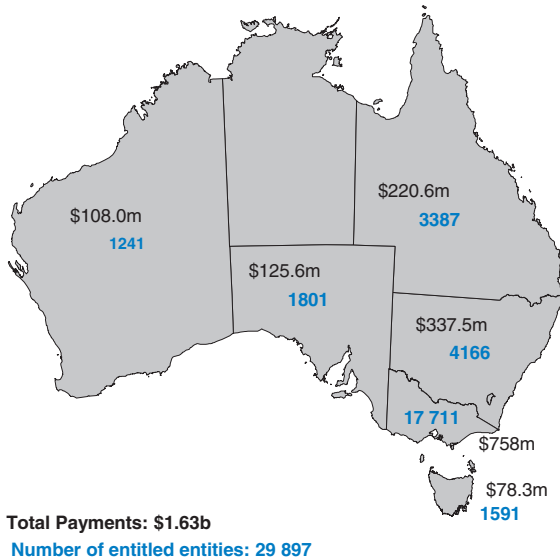 $220.6m
3387
$108.0m
1241
$125.6m
1801
$337.5m
4166
17 711
$758m
$78.3m
1591
Total Payments: $1.63b
Number of entitled entities: 29 897